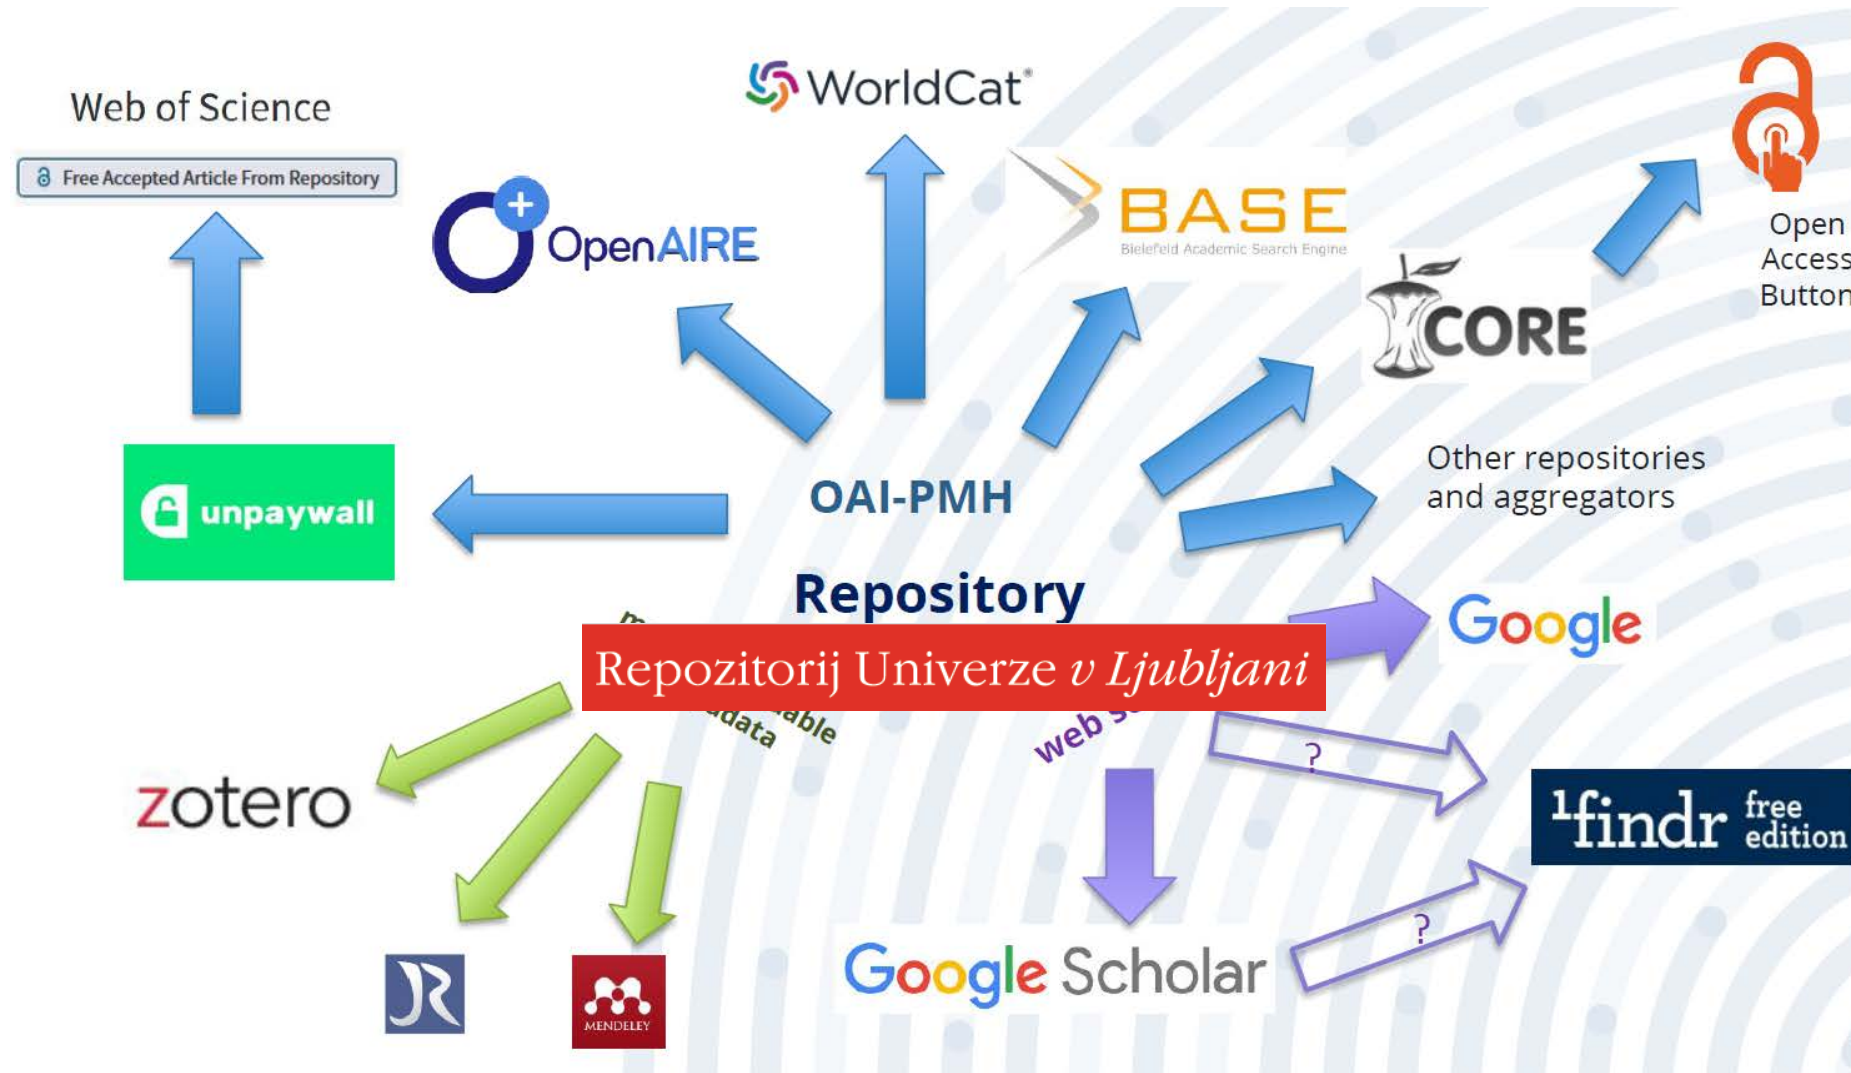 Web of Science
Free Accepted Article From Repository
OpenAIRE
WorldCat®
BASE
Bielefeld Academic Search Engine
CORE
Open
Access
Button
unpaywall
OAI-PMH
Other repositories
and aggregators
Repository
Google
Repozitorij Univerze v Ljubljani
web
?
zotero
1findr free
edition
?
Google Scholar
JR
MENDELEY